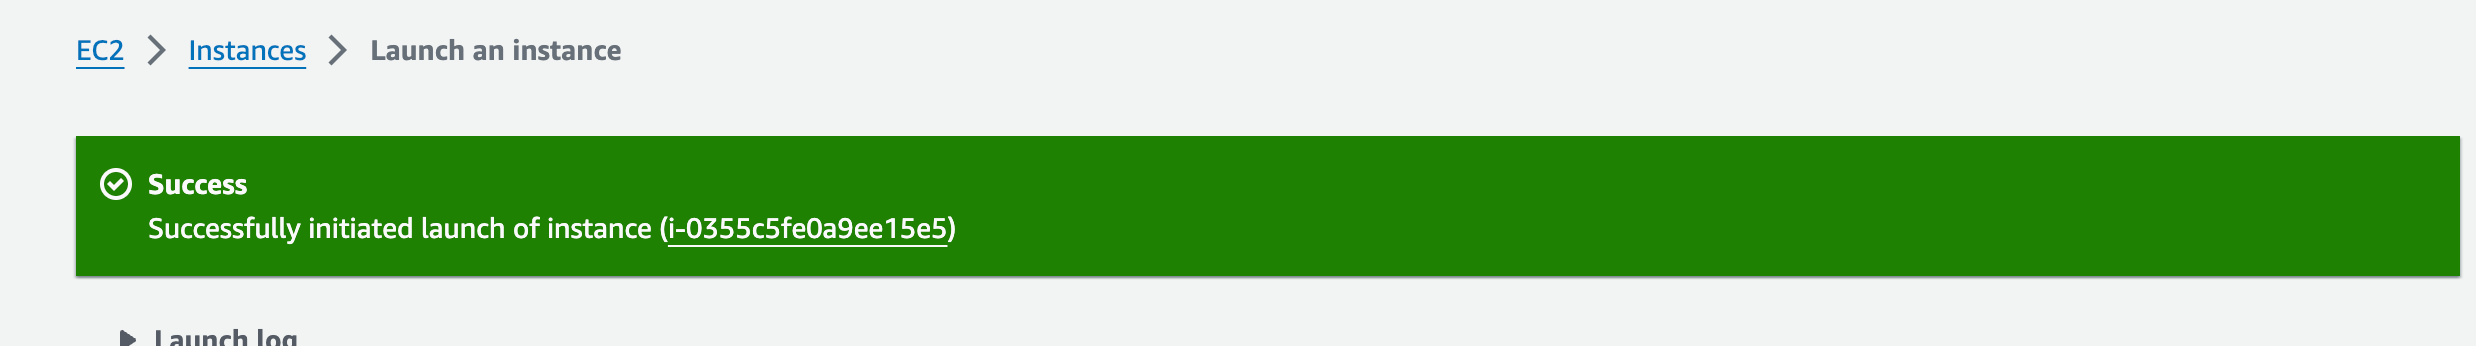 EC2 > Instances > Launch an instance
Success
Successfully initiated launch of instance (i-0355c5fe0a9ee15e5)
Launch log